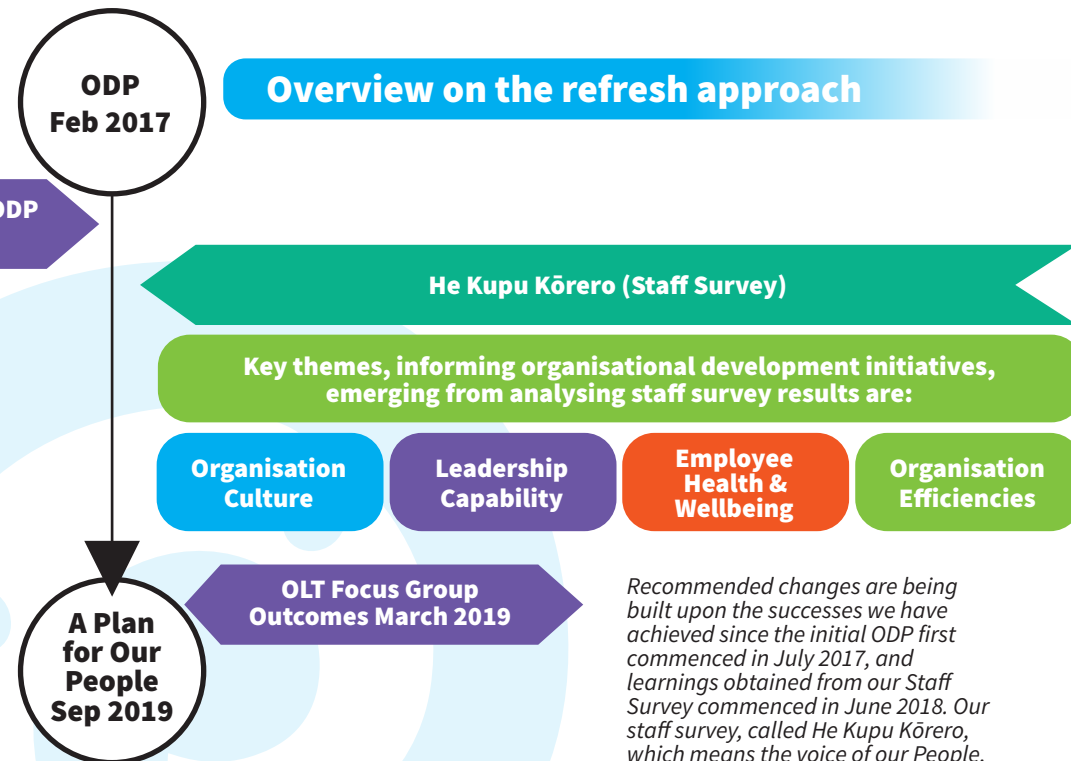 ODP
Feb 2017
Overview on the refresh approach
ODP
He Kupu Kōrero (Staff Survey)
Key themes, informing organisational development initiatives,
emerging from analysing staff survey results are:
Organisation
Culture
Leadership
Capability
Employee
Health &
Wellbeing
Organisation
Efficiencies
OLT Focus Group
Outcomes March 2019
A Plan
for Our
People
Sep 2019
Recommended changes are being
built upon the successes we have
achieved since the initial ODP first
commenced in July 2017, and
learnings obtained from our Staff
Survey commenced in June 2018. Our
staff survey, called He Kupu Kōrero,
which means the voice of our People,